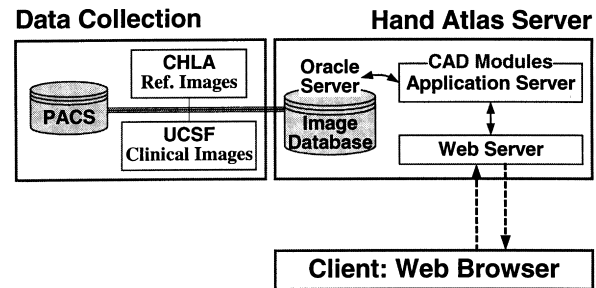 Data Collection
Hand Atlas Server
CHLA
Ref. Images
PACS
UCSF
Clinical Images
Oracle
Server
Image
Database
CAD Modules
Application Server
Web Server
Client: Web Browser